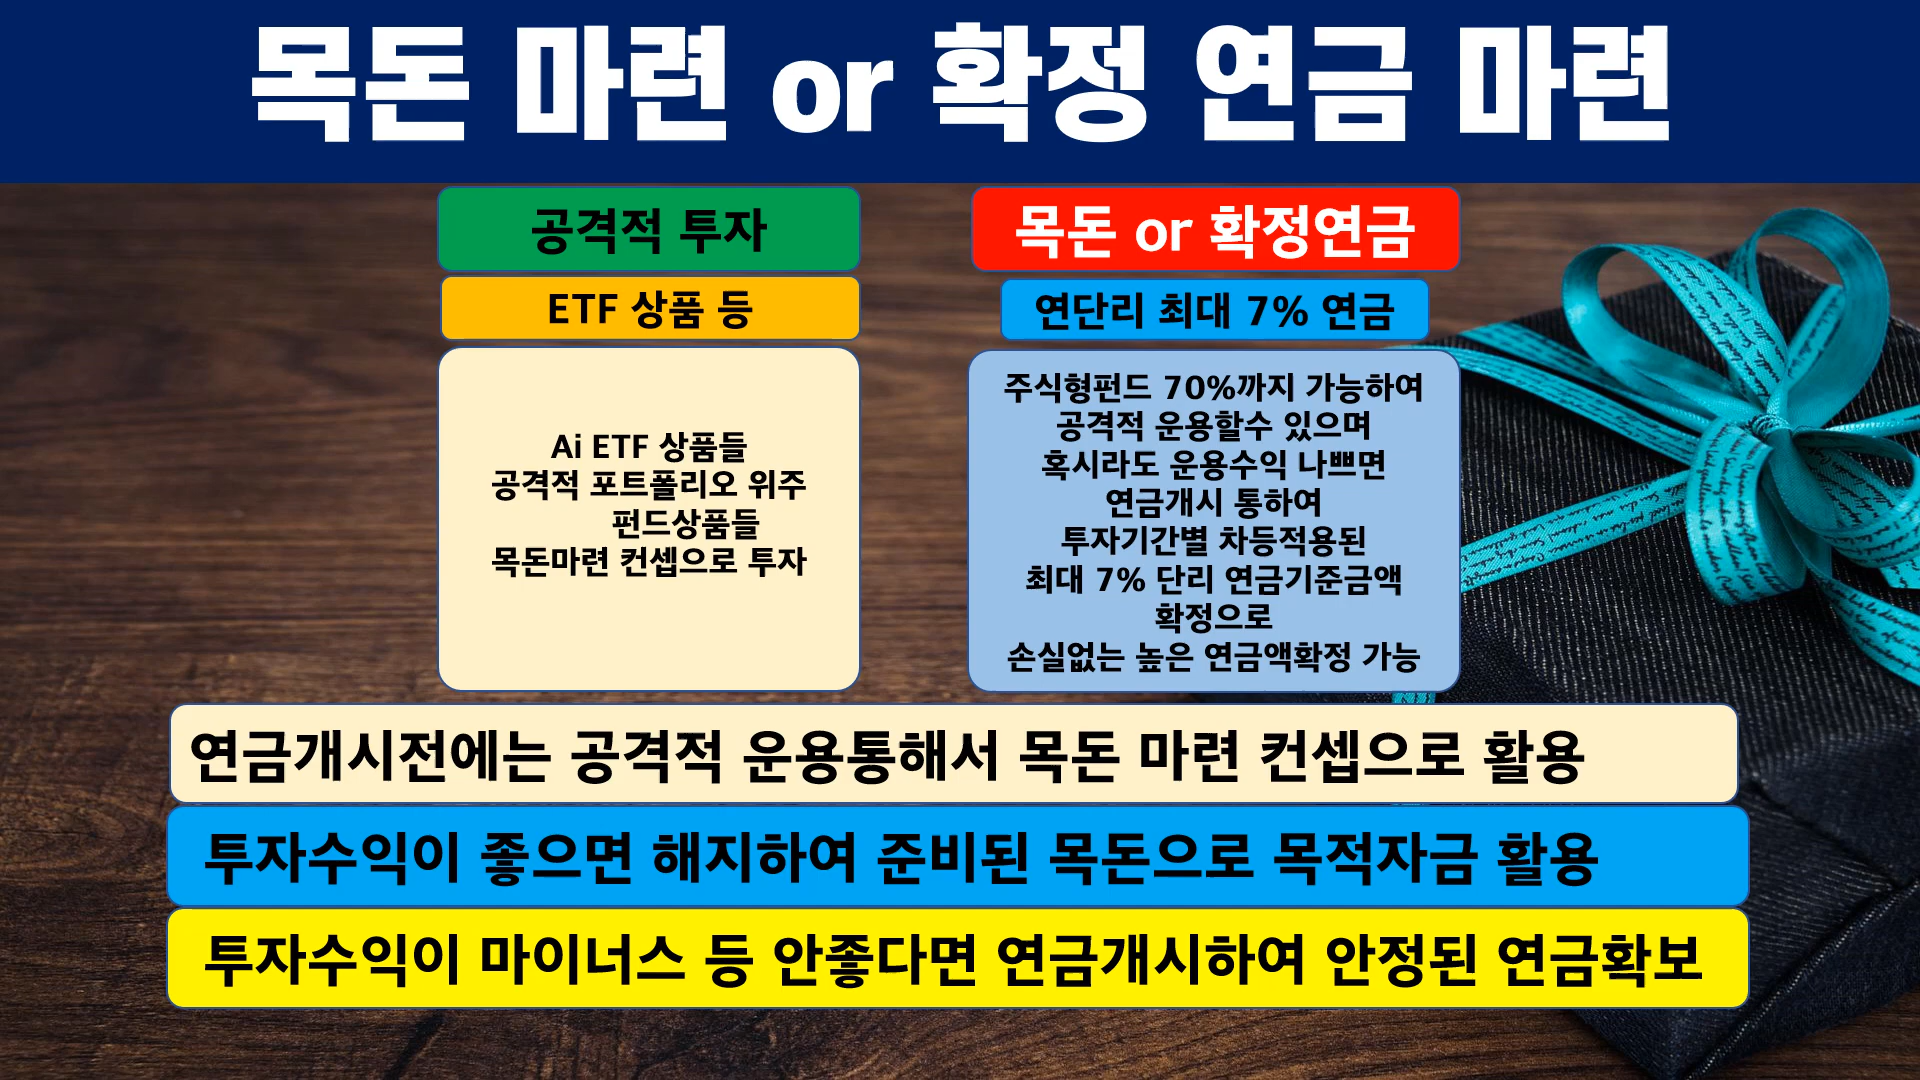 목돈 마련 or 확정 연금 마련
공격적 투자
ETF 상품 등
Ai ETF 상품들
공격적 포트폴리오 위주
펀드상품들
목돈마련 컨셉으로 투자
목돈 or 확정연금
연단리 최대 7% 연금
주식형펀드 70%까지 가능하여
공격적 운용할수 있으며
혹시라도 운용수익 나쁘면
연금개시 통하여
투자기간별 차등적용된
최대 7% 단리 연금기준금액
확정으로
손실없는 높은 연금액확정 가능
연금개시전에는 공격적 운용통해서 목돈 마련 컨셉으로 활용
투자수익이 좋으면 해지하여 준비된 목돈으로 목적자금 활용
투자수익이 마이너스 등 안좋다면 연금개시하여 안정된 연금확보